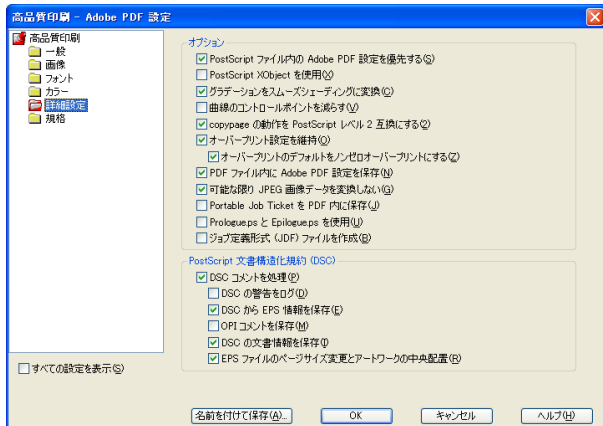 高品質印刷 - Adobe PDF 設定
高品質印刷
一般
画像
フォント
カラー
詳細設定
規格
すべての設定を表示(S)
オプション
PostScript ファイル内の Adobe PDF 設定を優先する(S)
PostScript XObject を使用(X)
グラデーションをスムーズシェーディングに変換(C)
曲線のコントロールポイントを減らす(V)
copypage の動作を PostScript レベル 2 互換にする(2)
オーバープリント設定を維持(O)
オーバープリントのデフォルトをノンゼロオーバープリントにする(Z)
PDF ファイル内に Adobe PDF 設定を保存(N)
可能な限り JPEG 画像データを変換しない(G)
Portable Job Ticket を PDF 内に保存(J)
Prologue.ps と Epilogue.ps を使用(U)
ジョブ定義形式 (JDF) ファイルを作成(B)
PostScript 文書構造化規約 (DSC)
DSC コメントを処理(P)
DSC の警告をログ(D)
DSC から EPS 情報を保存(E)
OPI コメントを保存(M)
DSC の文書情報を保存(I)
EPS ファイルのページサイズ変更とアートワークの中央配置(R)
名前を付けて保存(A)...
OK
キャンセル
ヘルプ(H)